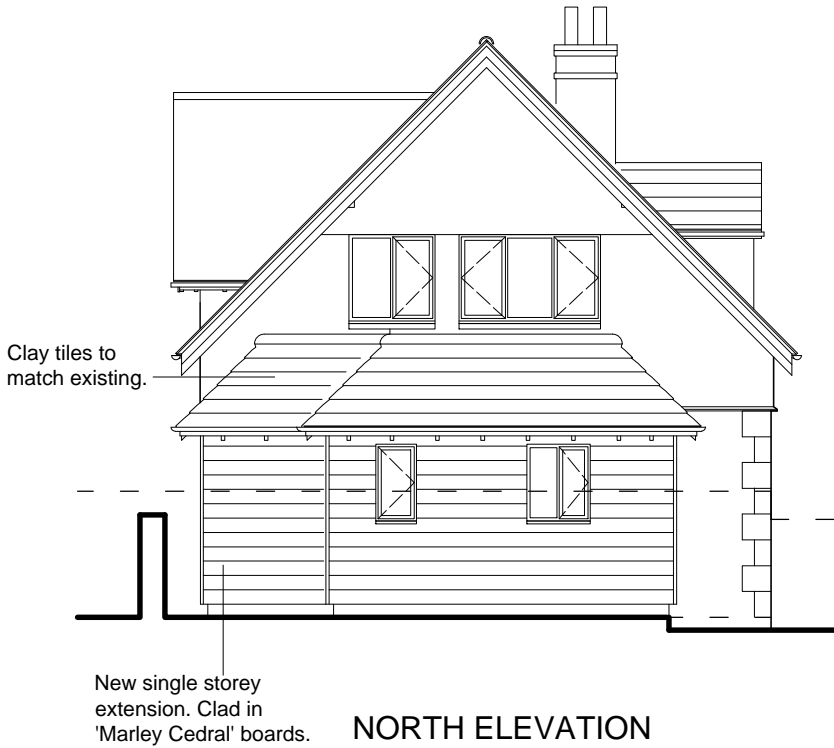 Clay tiles to
match existing.
New single storey
extension. Clad in
'Marley Cedral' boards.
NORTH ELEVATION